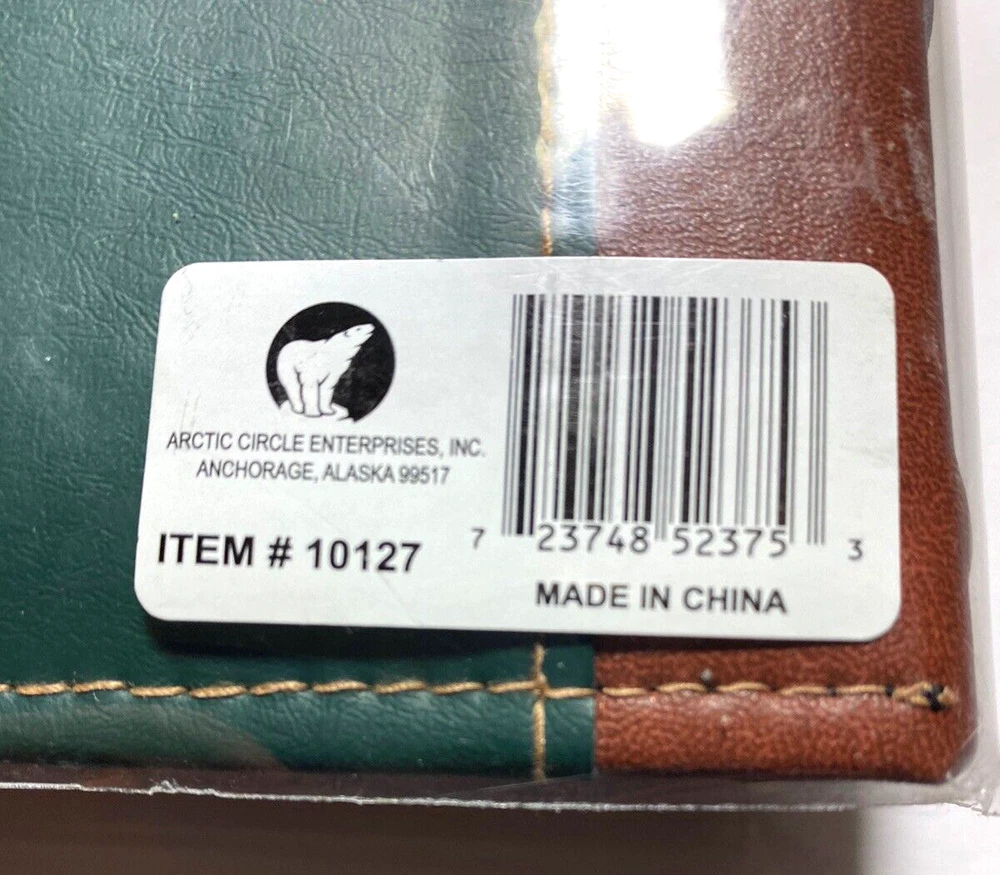 ARCTIC CIRCLE ENTERPRISES, INC.
ANCHORAGE, ALASKA 99517
ITEM # 10127
7 23748 52375 3
MADE IN CHINA